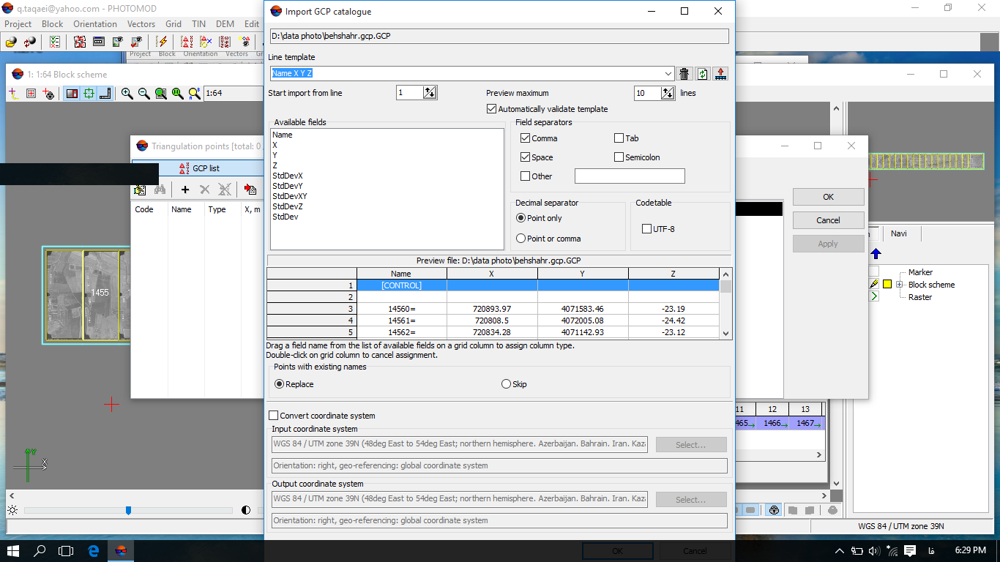 q.taqaei@yahoo.com - PHOTOMOD
Project Block Orientation Vectors Grid TIN DEM Edit
Project Block Orientation Vectors Gri
1: 1:64 Block scheme
1:64
Triangulation points [total: 0
GCP list
Code Name Type X, m
1455
Y
X
Import GCP catalogue
D:\data photo\behshahr.gcp.GCP
Line template
Name X Y Z
Start import from line 1 Preview maximum 10 lines
Automatically validate template
Available fields
Name
X
Y
Z
StdDevX
StdDevY
StdDevXY
StdDevZ
StdDev
Field separators
Comma Tab
Space Semicolon
Other
Decimal separator
Point only
Point or comma
Codetable
UTF-8
Preview file: D:\data photo\behshahr.gcp.GCP
Name X Y Z
1 [CONTROL]
2
3 14560= 720893.97 4071583.46 -23.19
4 14561= 720808.5 4072005.08 -24.42
5 14562= 720834.28 4071142.93 -23.12
Drag a field name from the list of available fields on a grid column to assign column type.
Double-click on grid column to cancel assignment.
Points with existing names
Replace Skip
Convert coordinate system
Input coordinate system
WGS 84 / UTM zone 39N (48deg East to 54deg East; northern hemisphere. Azerbaijan. Bahrain. Iran. Kaza Select...
Orientation: right, geo-referencing: global coordinate system
Output coordinate system
WGS 84 / UTM zone 39N (48deg East to 54deg East; northern hemisphere. Azerbaijan. Bahrain. Iran. Kaza Select...
Orientation: right, geo-referencing: global coordinate system
OK Cancel
OK
Cancel
Apply
Navi
Marker
Block scheme
Raster
11 12 13
465 1466 1467
WGS 84 / UTM zone 39N
فا 6:29 PM